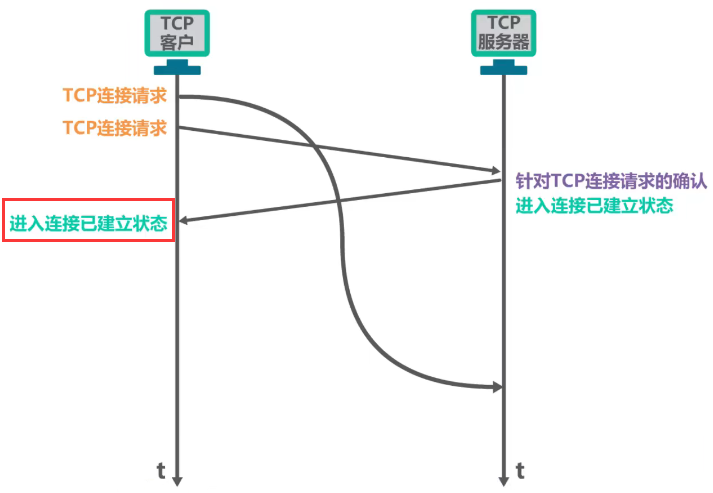 TCP
客户
TCP
服务器
TCP连接请求
TCP连接请求
针对TCP连接请求的确认
进入连接已建立状态
进入连接已建立状态
t
t